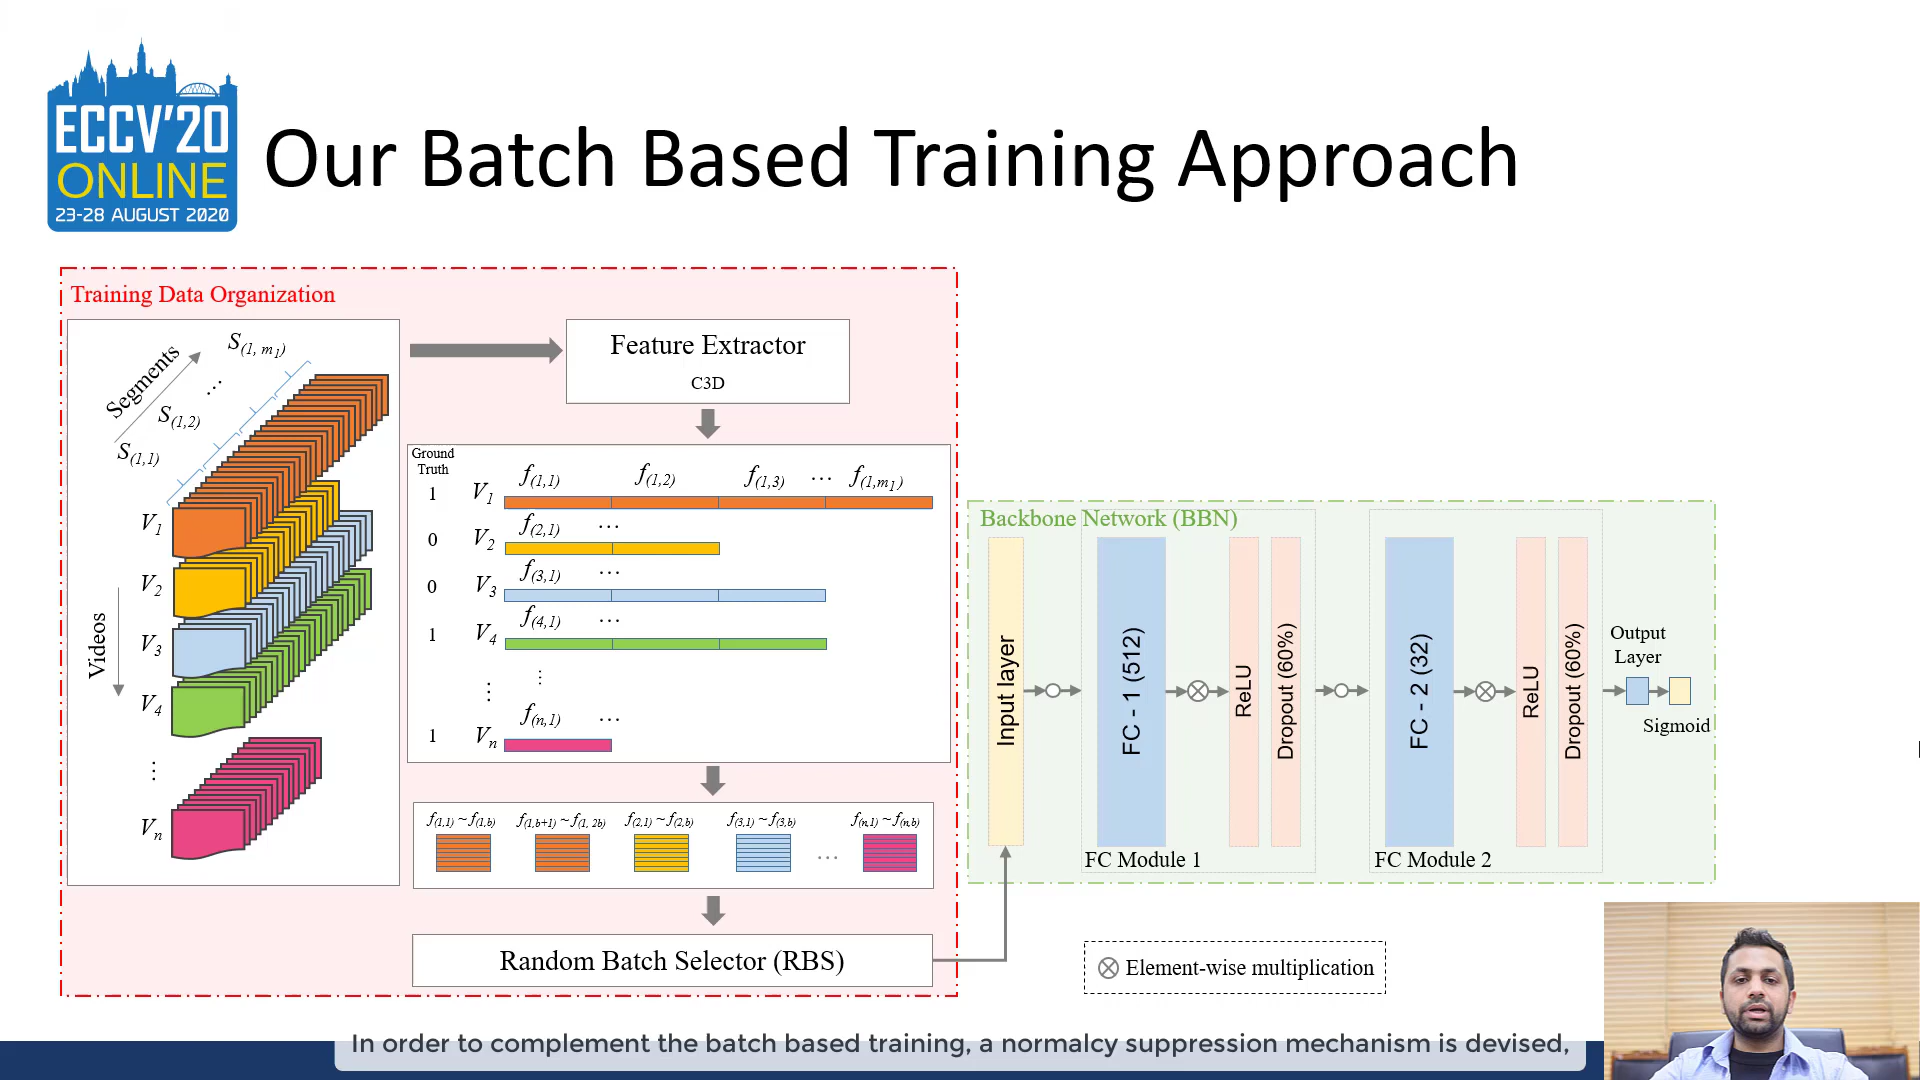 ECCV'20
ONLINE
23-28 AUGUST 2020
Our Batch Based Training Approach
Training Data Organization
Segments
S(1, m1)
...
S(1,2)
S(1,1)
Videos
V1
V2
V3
V4
⋮
Vn
Feature Extractor
C3D
Ground
Truth
f(1,1) f(1,2) f(1,3) ... f(1,m1)
1 V1
f(2,1) ...
0 V2
f(3,1) ...
0 V3
f(4,1) ...
1 V4
⋮ ⋮
f(n,1) ...
1 Vn
f(1,1) ~ f(1,b) f(1,b+1) ~ f(1, 2b) f(2,1) ~ f(2,b) f(3,1) ~ f(3,b) ... f(n,1) ~ f(n,b)
Random Batch Selector (RBS)
Backbone Network (BBN)
Input layer
FC - 1 (512)
ReLU
Dropout (60%)
FC Module 1
FC - 2 (32)
ReLU
Dropout (60%)
FC Module 2
Output
Layer
Sigmoid
⊗ Element-wise multiplication
In order to complement the batch based training, a normalcy suppression mechanism is devised,